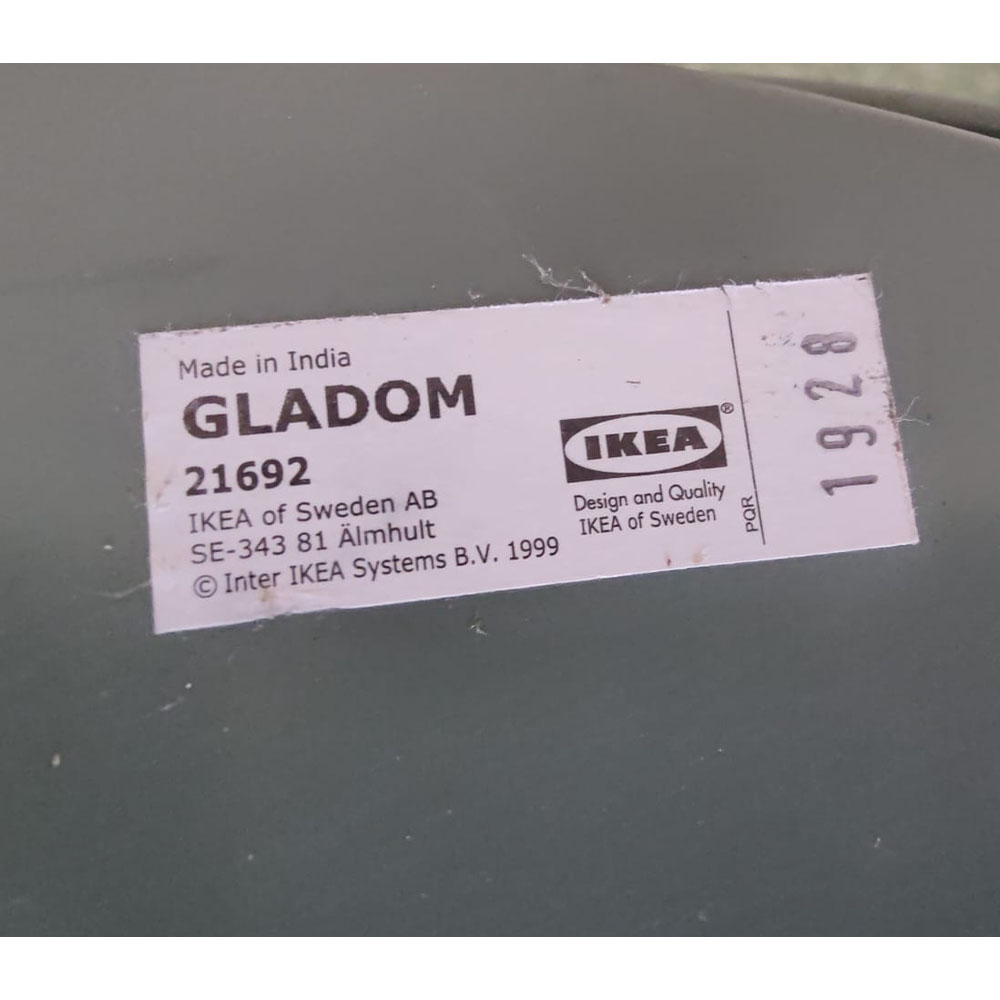 Made in India
GLADOM
21692
IKEA of Sweden AB
SE-343 81 Älmhult
© Inter IKEA Systems B.V. 1999
IKEA®
Design and Quality
IKEA of Sweden
PQR
1928